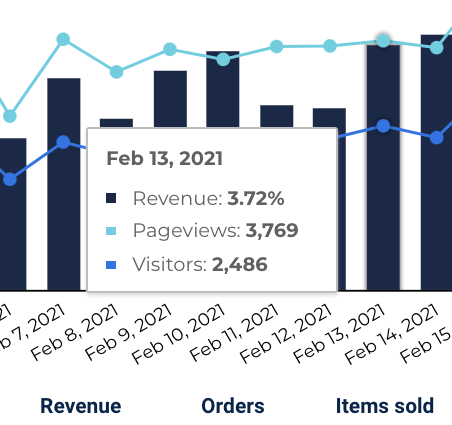 Feb 13, 2021
Revenue: 3.72%
Pageviews: 3,769
Visitors: 2,486
21
b 7, 2021
Feb 8, 2021
Feb 9, 2021
Feb 10, 2021
Feb 11, 2021
Feb 12, 2021
Feb 13, 2021
Feb 14, 2021
Feb 15
Revenue Orders Items sold